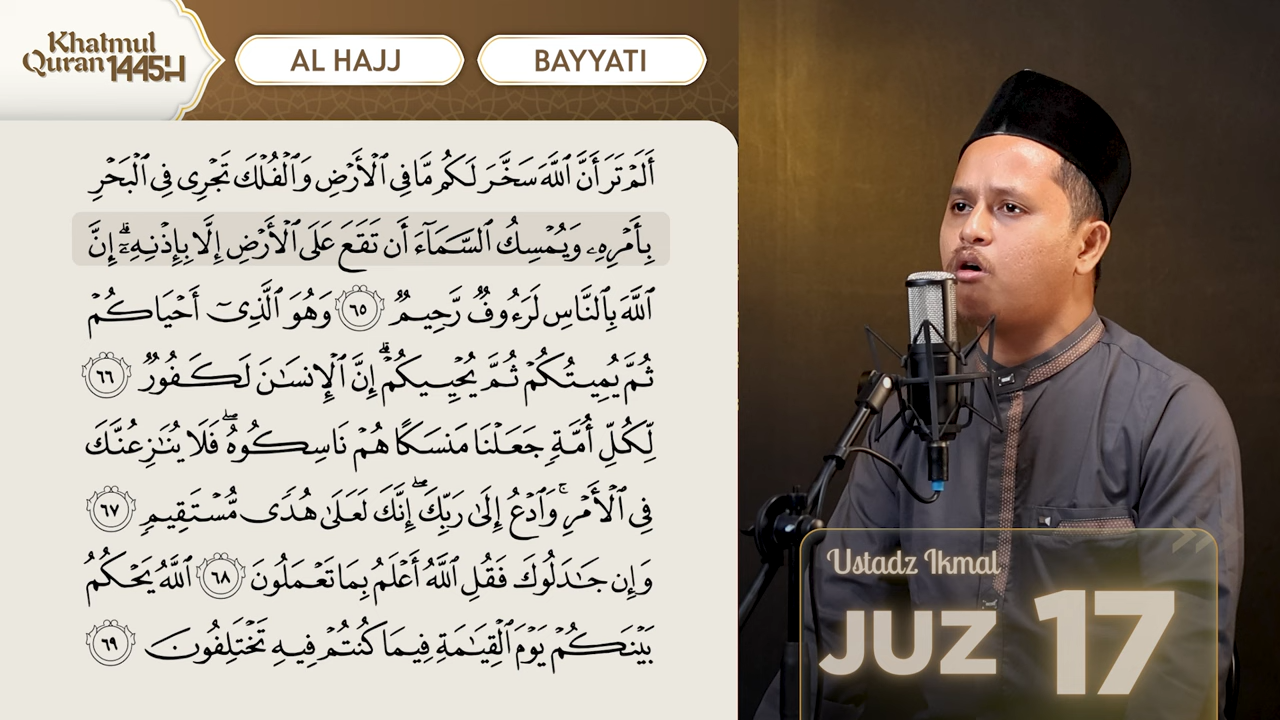 Khatmul
Quran 1445H
AL HAJJ
BAYYATI
أَلَمْ تَرَ أَنَّ ٱللَّهَ سَخَّرَ لَكُم مَّا فِى ٱلْأَرْضِ وَٱلْفُلْكَ تَجْرِى فِى ٱلْبَحْرِ
بِأَمْرِهِۦ وَيُمْسِكُ ٱلسَّمَآءَ أَن تَقَعَ عَلَى ٱلْأَرْضِ إِلَّا بِإِذْنِهِۦٓ ۗ إِنَّ
ٱللَّهَ بِٱلنَّاسِ لَرَءُوفٌ رَّحِيمٌ ٦٥ وَهُوَ ٱلَّذِىٓ أَحْيَاكُمْ
ثُمَّ يُمِيتُكُمْ ثُمَّ يُحْيِيكُمْ ۗ إِنَّ ٱلْإِنسَـٰنَ لَكَفُورٌ ٦٦
لِّكُلِّ أُمَّةٍ جَعَلْنَا مَنسَكًا هُمْ نَاسِكُوهُ ۖ فَلَا يُنَـٰزِعُنَّكَ
فِى ٱلْأَمْرِ ۚ وَٱدْعُ إِلَىٰ رَبِّكَ ۖ إِنَّكَ لَعَلَىٰ هُدًى مُّسْتَقِيمٍ ٦٧
وَإِن جَـٰدَلُوكَ فَقُلِ ٱللَّهُ أَعْلَمُ بِمَا تَعْمَلُونَ ٦٨ ٱللَّهُ يَحْكُمُ
بَيْنَكُمْ يَوْمَ ٱلْقِيَـٰمَةِ فِيمَا كُنتُمْ فِيهِ تَخْتَلِفُونَ ٦٩
Ustadz Ikmal
JUZ 17